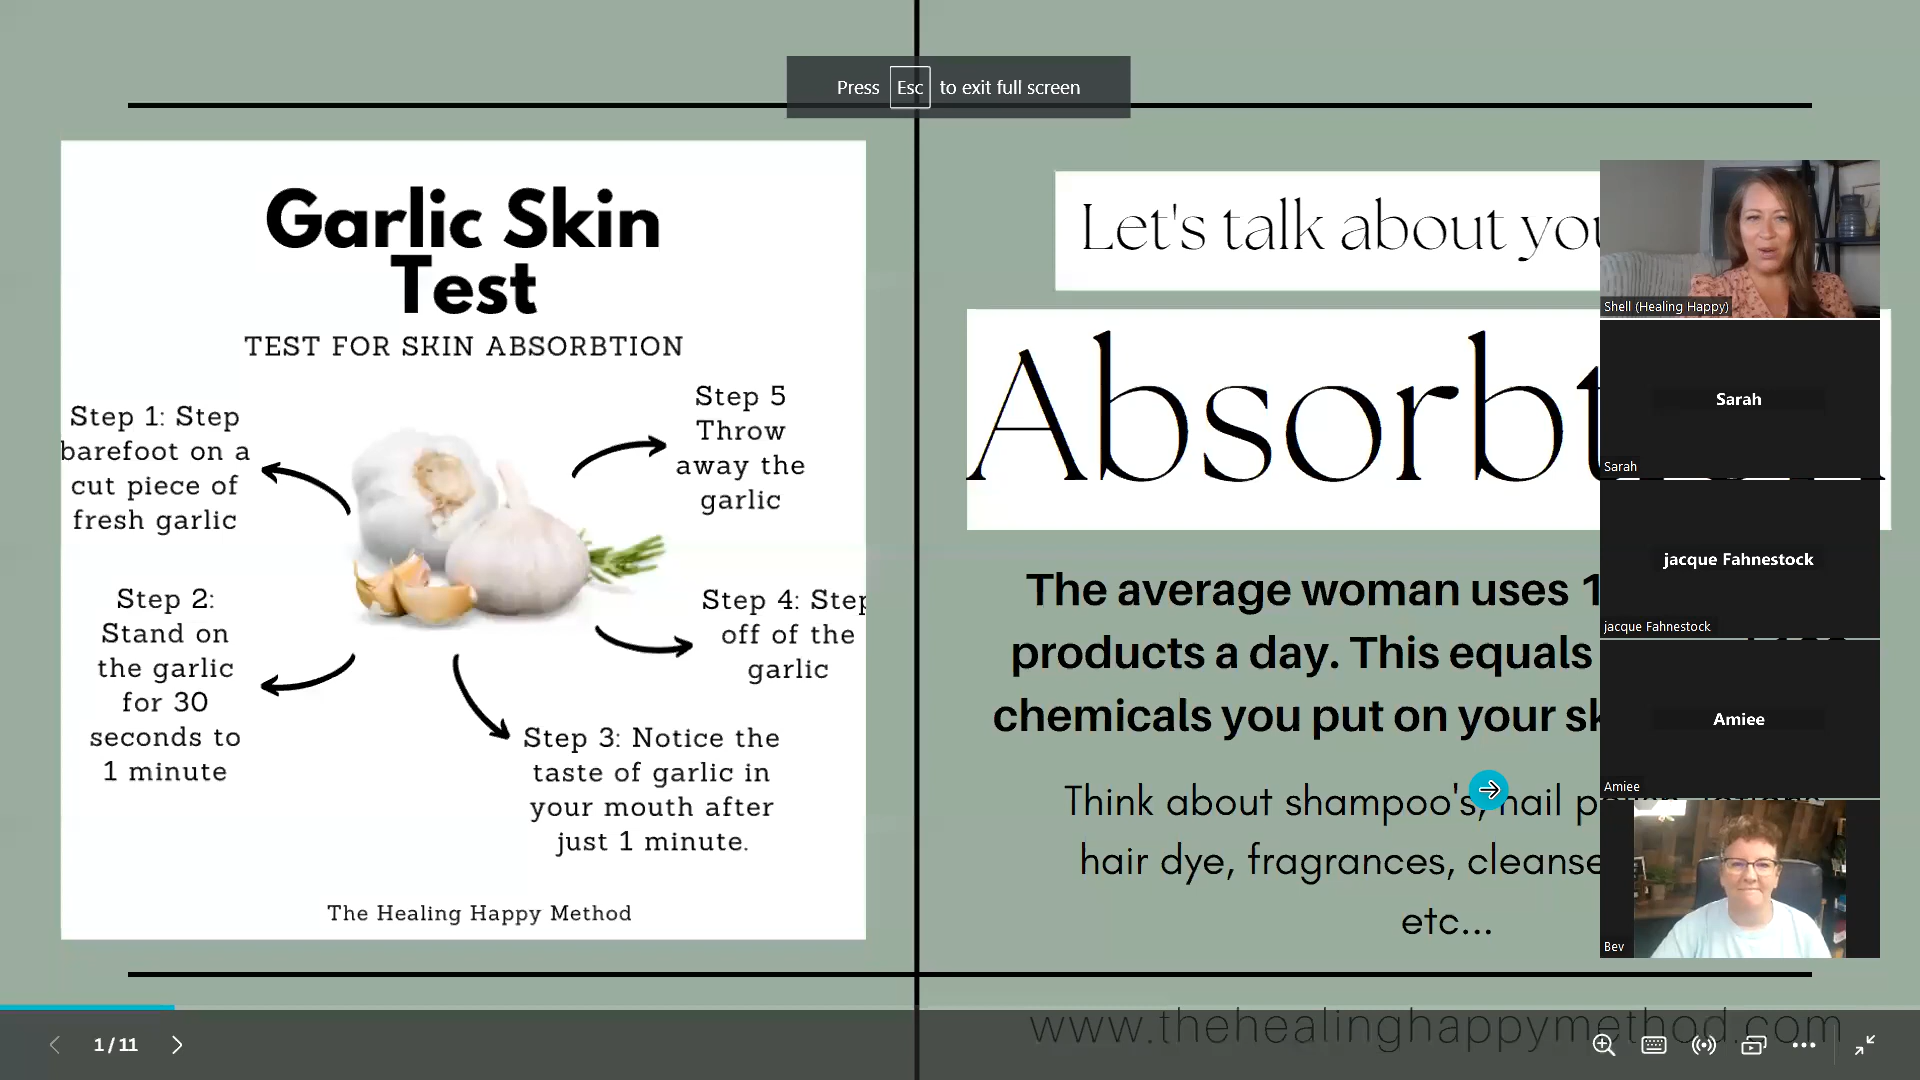 Press Esc to exit full screen
Garlic Skin
Test
TEST FOR SKIN ABSORBTION
Step 1: Step
barefoot on a
cut piece of
fresh garlic
Step 2:
Stand on
the garlic
for 30
seconds to
1 minute
Step 3: Notice the
taste of garlic in
your mouth after
just 1 minute.
Step 4: Step
off of the
garlic
Step 5
Throw
away the
garlic
The Healing Happy Method
Let's talk about you
Absorbt
The average woman uses 1
products a day. This equals
chemicals you put on your sk
Think about shampoo's, nail
hair dye, fragrances, cleanse
etc...
www.thehealinghappymethod.com
Shell (Healing Happy)
Sarah
Sarah
jacque Fahnestock
jacque Fahnestock
Amiee
Amiee
Bev
1 / 11